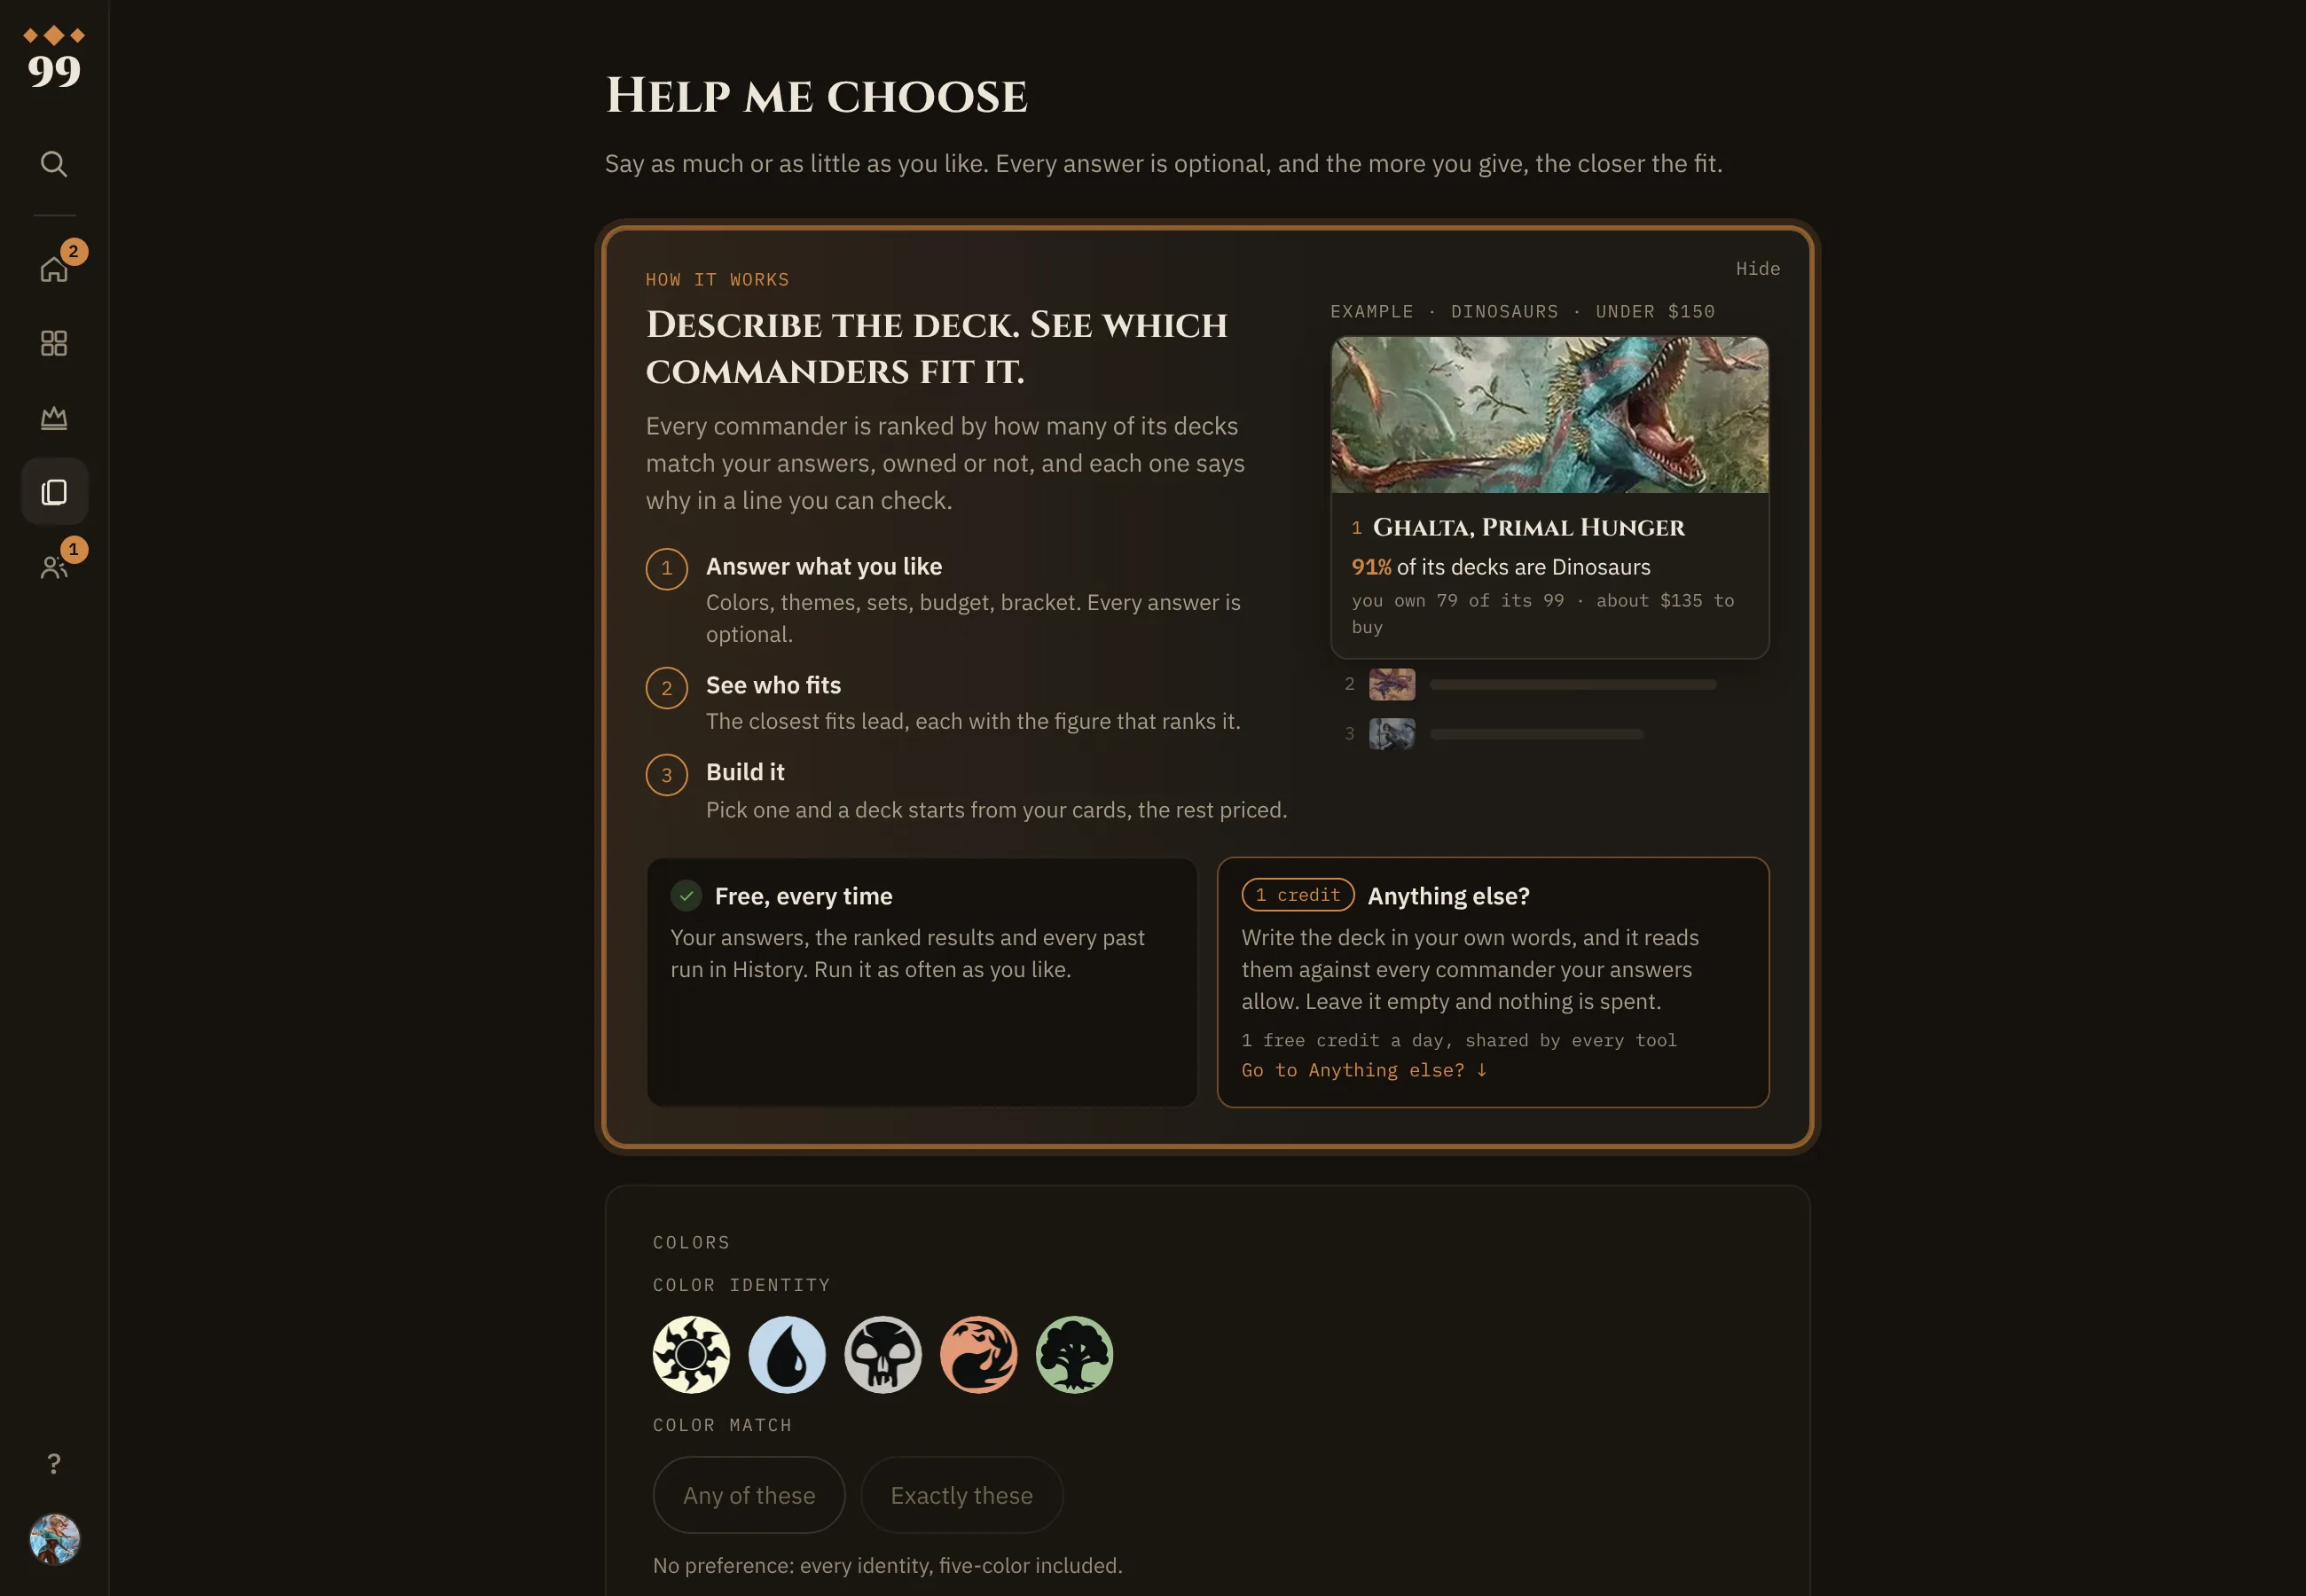 99
2
1
?
Help me choose
Say as much or as little as you like. Every answer is optional, and the more you give, the closer the fit.
HOW IT WORKS
Hide
Describe the deck. See which
commanders fit it.
Every commander is ranked by how many of its decks
match your answers, owned or not, and each one says
why in a line you can check.
1
Answer what you like
Colors, themes, sets, budget, bracket. Every answer is
optional.
2
See who fits
The closest fits lead, each with the figure that ranks it.
3
Build it
Pick one and a deck starts from your cards, the rest priced.
EXAMPLE · DINOSAURS · UNDER $150
1 Ghalta, Primal Hunger
91% of its decks are Dinosaurs
you own 79 of its 99 · about $135 to
buy
2
3
Free, every time
Your answers, the ranked results and every past
run in History. Run it as often as you like.
1 credit Anything else?
Write the deck in your own words, and it reads
them against every commander your answers
allow. Leave it empty and nothing is spent.
1 free credit a day, shared by every tool
Go to Anything else? ↓
COLORS
COLOR IDENTITY
COLOR MATCH
Any of these
Exactly these
No preference: every identity, five-color included.